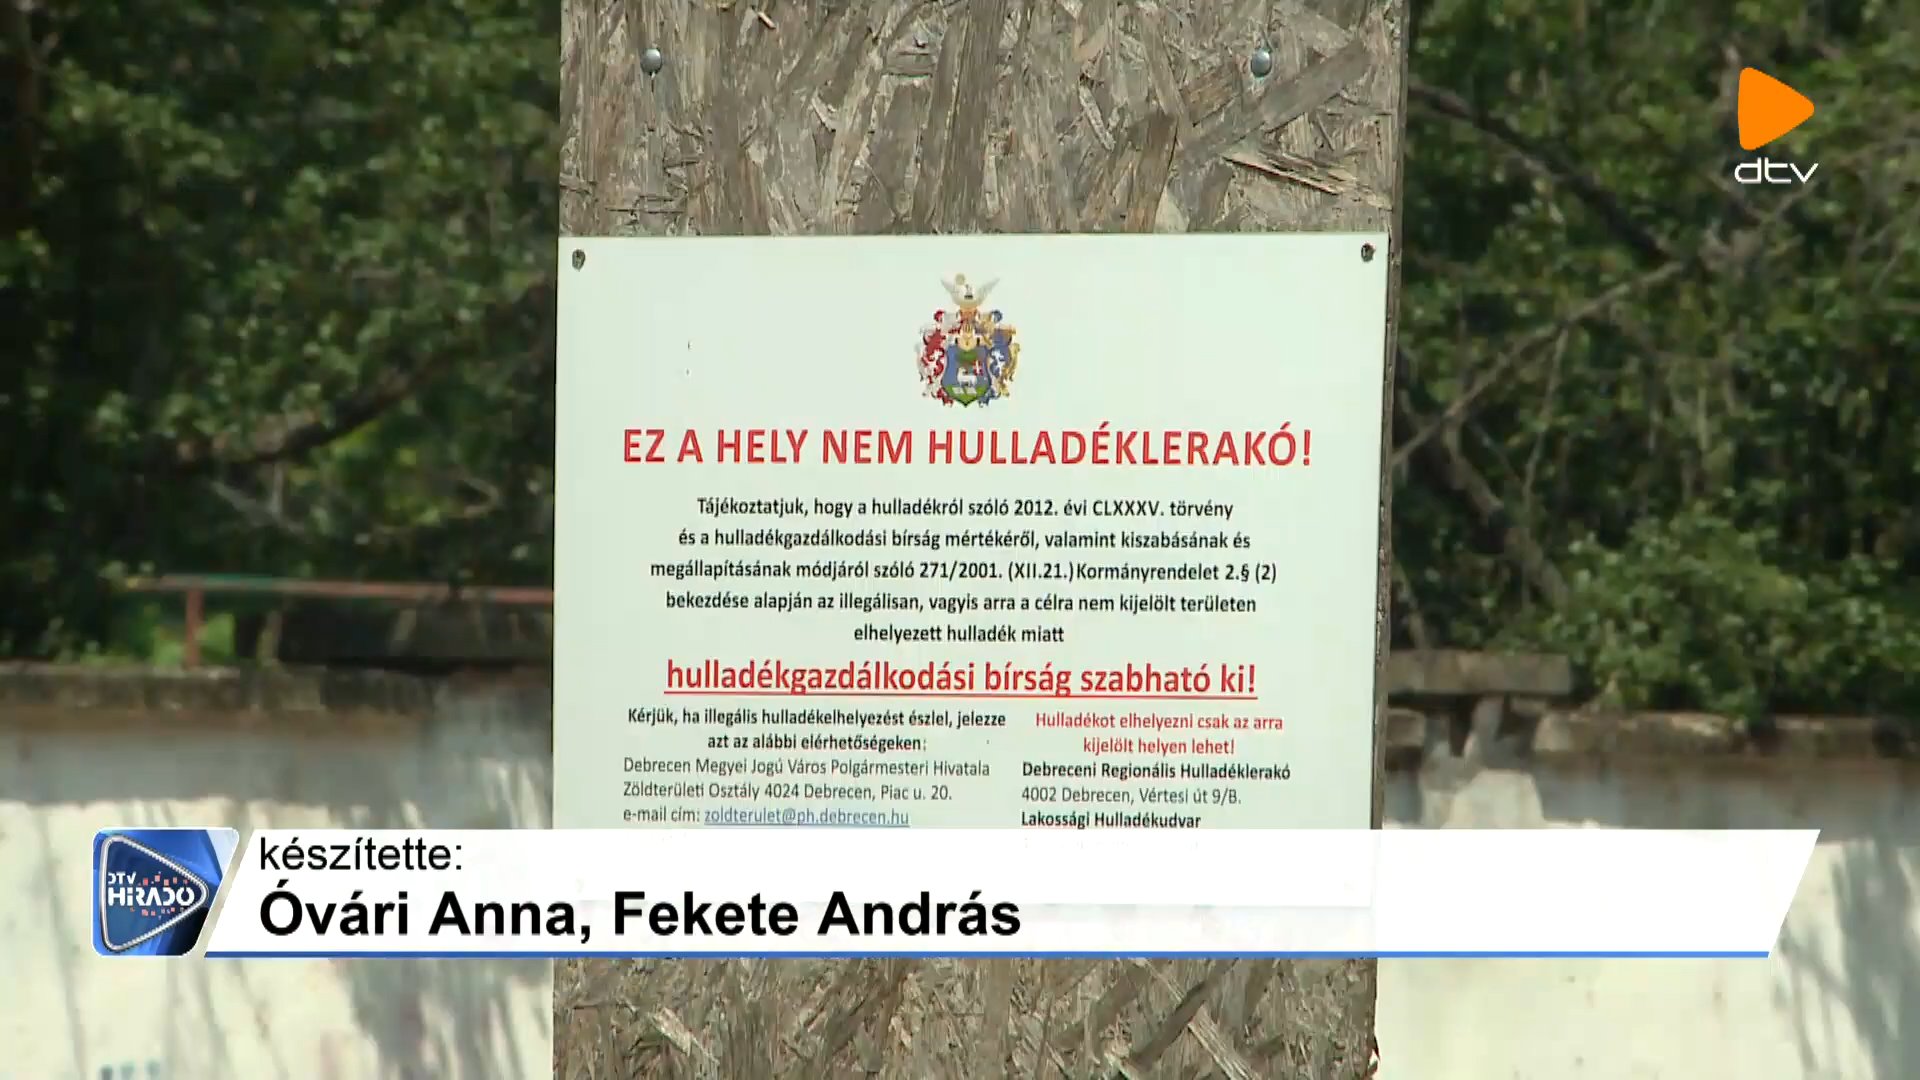 dtv
EZ A HELY NEM HULLADÉKLERAKÓ!
Tájékoztatjuk, hogy a hulladékról szóló 2012. évi CLXXXV. törvény
és a hulladékgazdálkodási bírság mértékéről, valamint kiszabásának és
megállapításának módjáról szóló 271/2001. (XII.21.) Kormányrendelet 2.§ (2)
bekezdése alapján az illegálisan, vagyis arra a célra nem kijelölt területen
elhelyezett hulladék miatt
hulladékgazdálkodási bírság szabható ki!
Kérjük, ha illegális hulladékelhelyezést észlel, jelezze
azt az alábbi elérhetőségeken:
Debrecen Megyei Jogú Város Polgármesteri Hivatala
Zöldterületi Osztály 4024 Debrecen, Piac u. 20.
e-mail cím: zoldterulet@ph.debrecen.hu
Hulladékot elhelyezni csak az arra
kijelölt helyen lehet!
Debreceni Regionális Hulladéklerakó
4002 Debrecen, Vértesi út 9/B.
Lakossági Hulladékudvar
DTV
HIRADÓ
készítette:
Óvári Anna, Fekete András